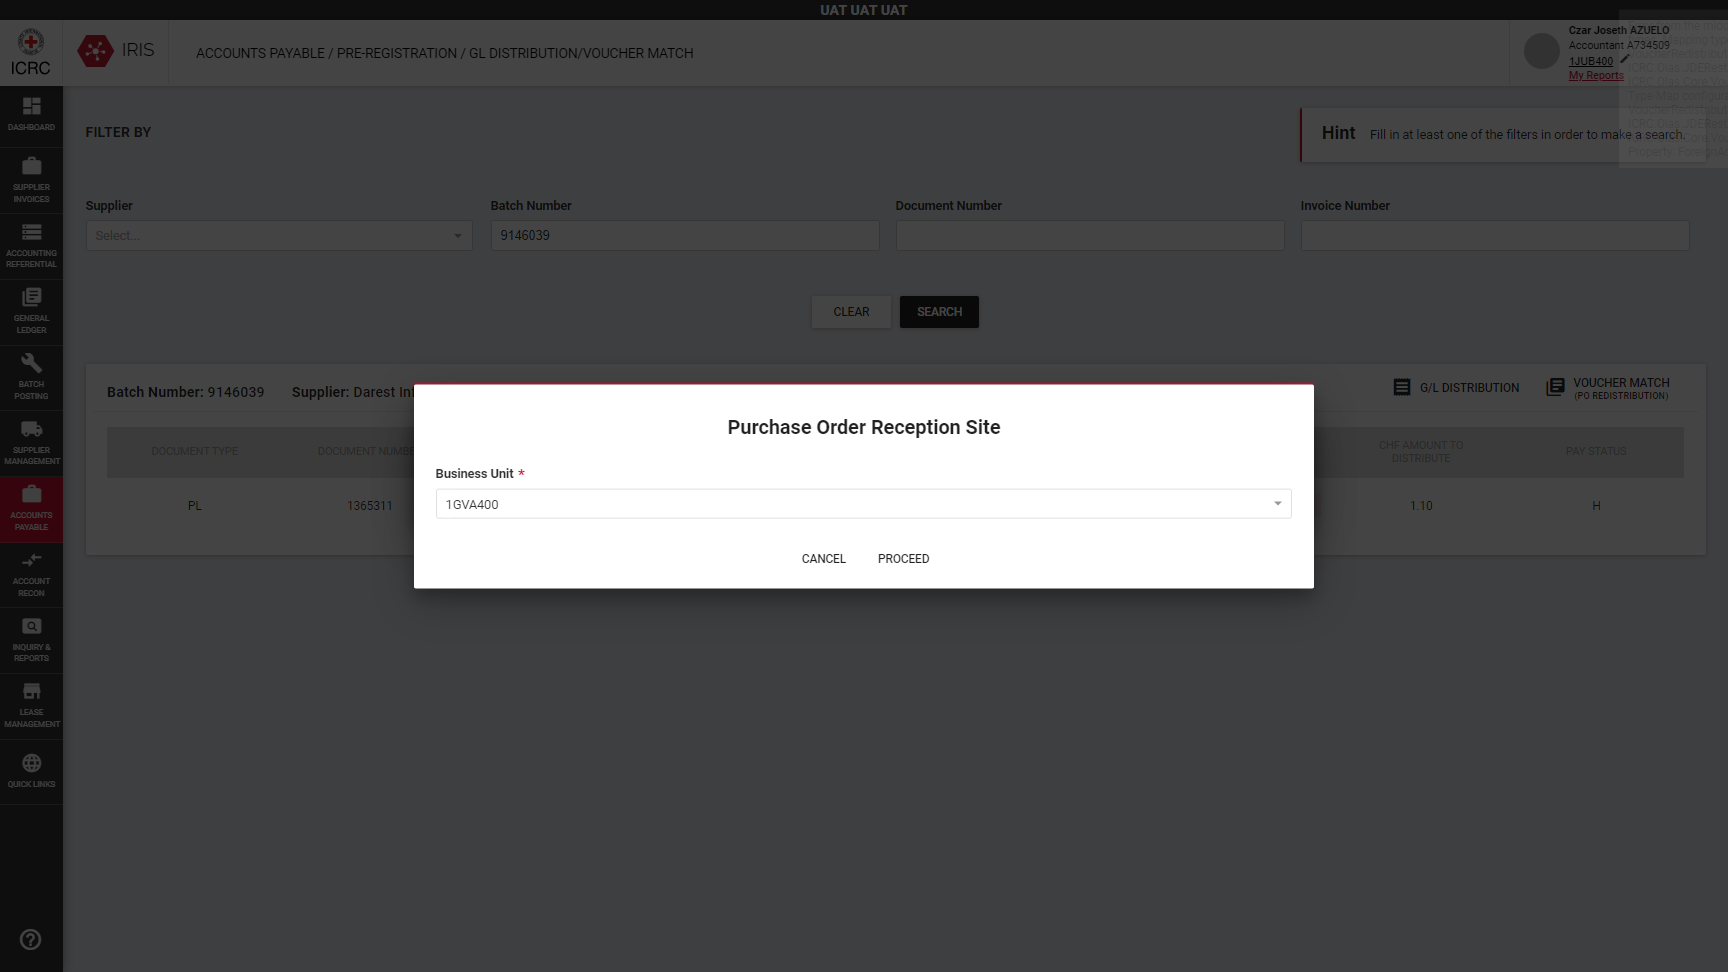 UAT UAT UAT
ICRC
IRIS
ACCOUNTS PAYABLE / PRE-REGISTRATION / GL DISTRIBUTION/VOUCHER MATCH
Czar Joseth AZUELO
Accountant A734509
1JUB400
My Reports
DASHBOARD
SUPPLIER
INVOICES
ACCOUNTING
REFERENTIAL
GENERAL
LEDGER
BATCH
POSTING
SUPPLIER
MANAGEMENT
ACCOUNTS
PAYABLE
ACCOUNT
RECON
INQUIRY &
REPORTS
LEASE
MANAGEMENT
QUICK LINKS
FILTER BY
Hint Fill in at least one of the filters in order to make a search.
Supplier Batch Number Document Number Invoice Number
Select... 9146039
CLEAR SEARCH
Batch Number: 9146039 Supplier: Darest G/L DISTRIBUTION VOUCHER MATCH
(PO REDISTRIBUTION)
DOCUMENT TYPE DOCUMENT CHF AMOUNT TO
DISTRIBUTE PAY STATUS
PL 1365311 1.10 H
Purchase Order Reception Site
Business Unit *
1GVA400
CANCEL PROCEED